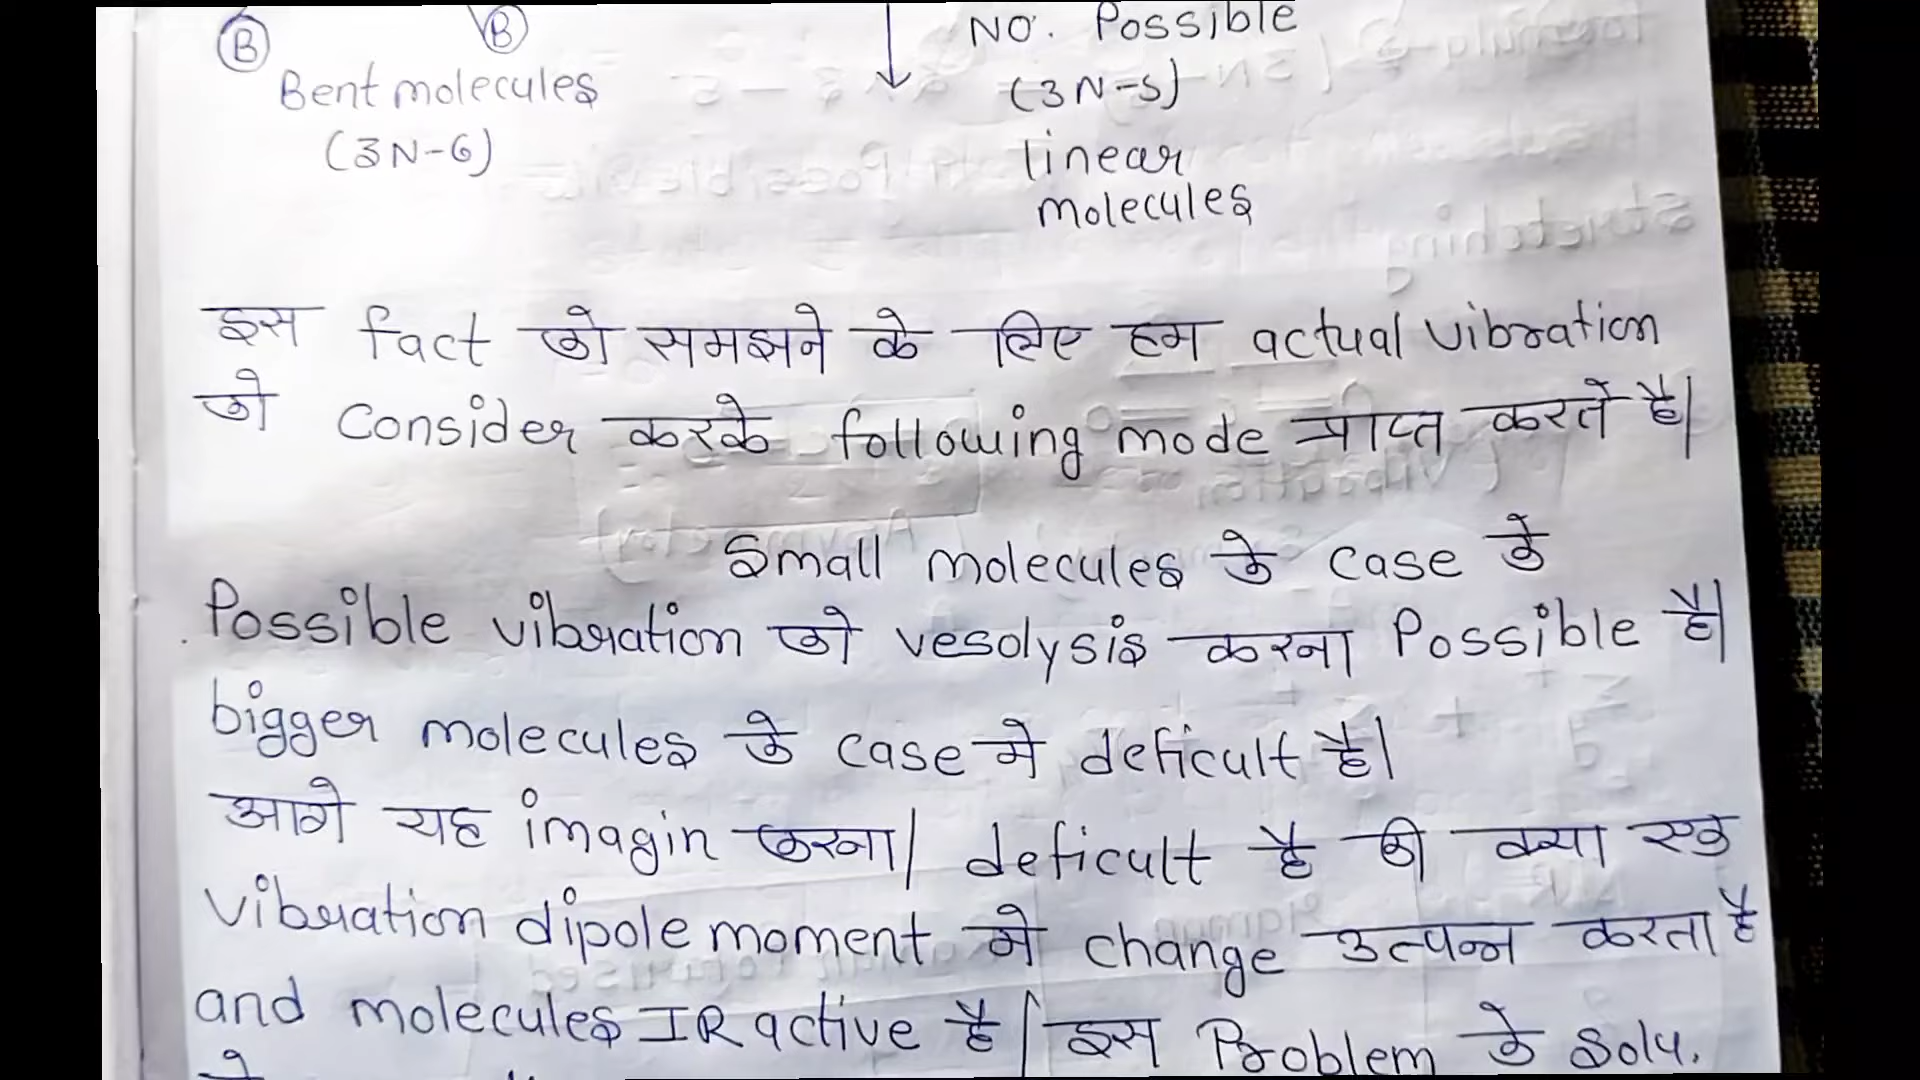 B B
NO. Possible
Bent molecules
(3N-6)
(3N-5)
linear
molecules
इस fact को समझने के लिए हम actual vibration
को Consider करके following mode प्राप्त करते है।
Small molecules के case के
Possible vibration को vesolysis करना Possible है।
bigger molecules के case मे deficult है।
आगे यह imagin करना। deficult है की क्या एक
vibration dipole moment मे change उत्पन्न करता है
and molecules IR active है। इस Problem के Solu.